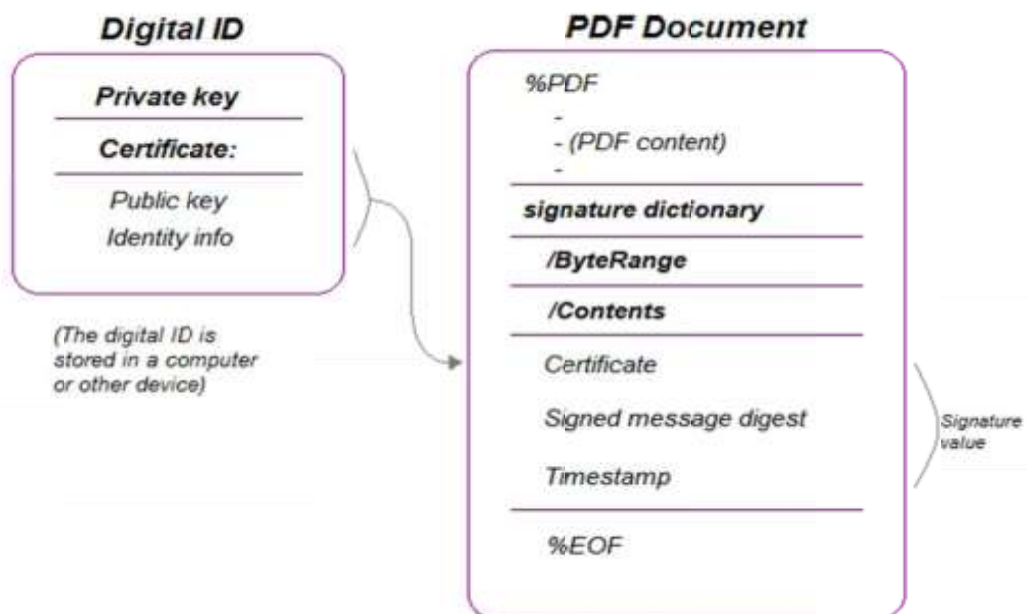 Digital ID
Private key
Certificate:
Public key
Identity info
(The digital ID is
stored in a computer
or other device)
PDF Document
%PDF
-
- (PDF content)
-
signature dictionary
/ByteRange
/Contents
Certificate
Signed message digest
Timestamp
%EOF
Signature
value